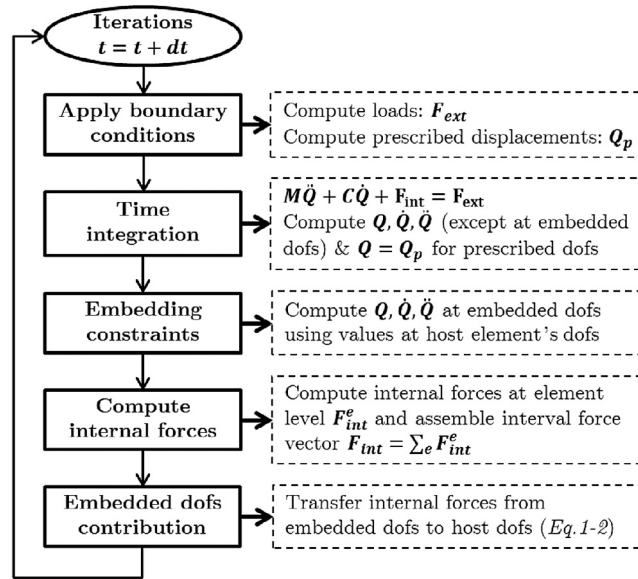 Iterations
t = t + dt
Apply boundary
conditions
Compute loads: F_ext
Compute prescribed displacements: Q_p
Time
integration
MQ̈ + CQ̇ + F_int = F_ext
Compute Q, Q̇, Q̈ (except at embedded
dofs) & Q = Q_p for prescribed dofs
Embedding
constraints
Compute Q, Q̇, Q̈ at embedded dofs
using values at host element's dofs
Compute
internal forces
Compute internal forces at element
level F^e_int and assemble interval force
vector F_int = ∑_e F^e_int
Embedded dofs
contribution
Transfer internal forces from
embedded dofs to host dofs (Eq.1-2)